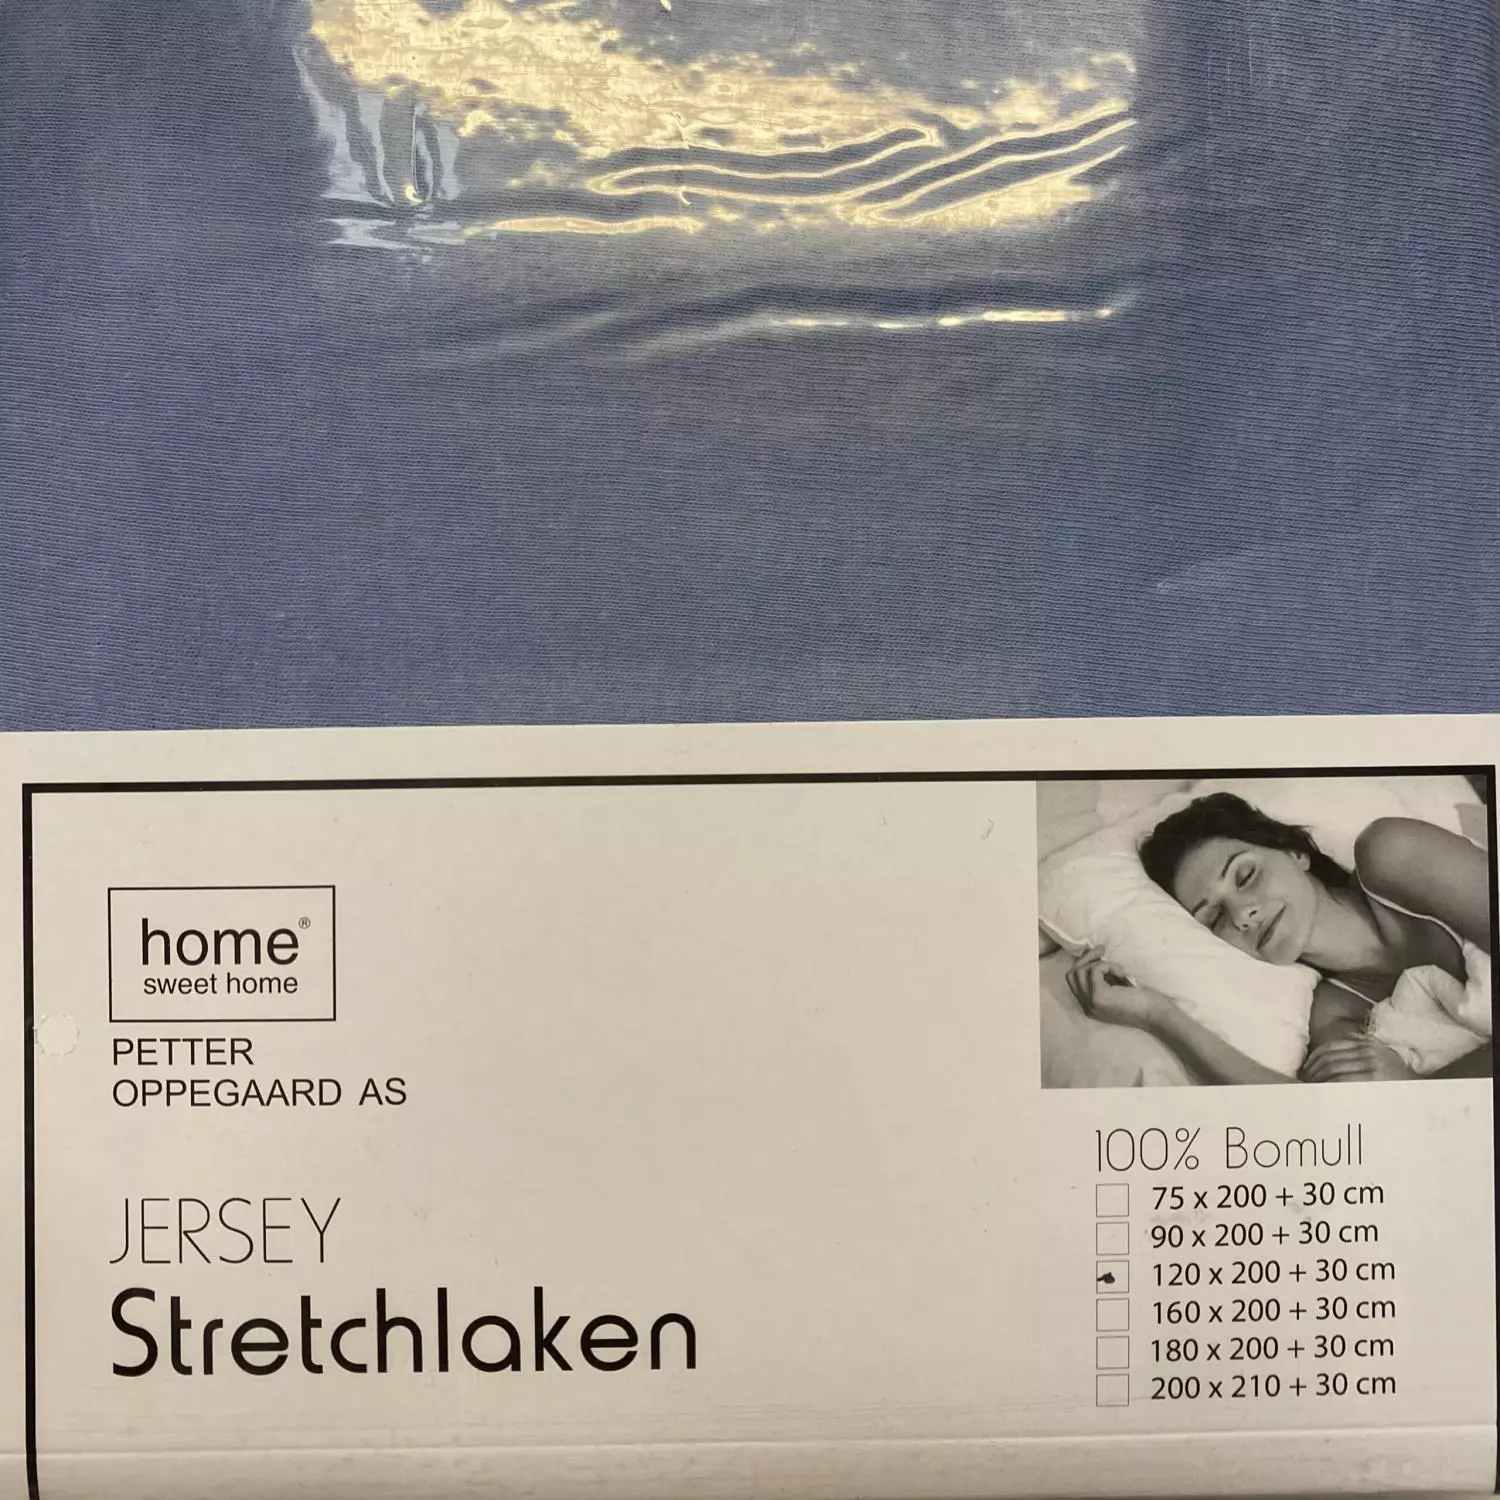 home®
sweet home
PETTER
OPPEGAARD AS
JERSEY
Stretchlaken
100% Bomull
75 x 200 + 30 cm
90 x 200 + 30 cm
120 x 200 + 30 cm
160 x 200 + 30 cm
180 x 200 + 30 cm
200 x 210 + 30 cm